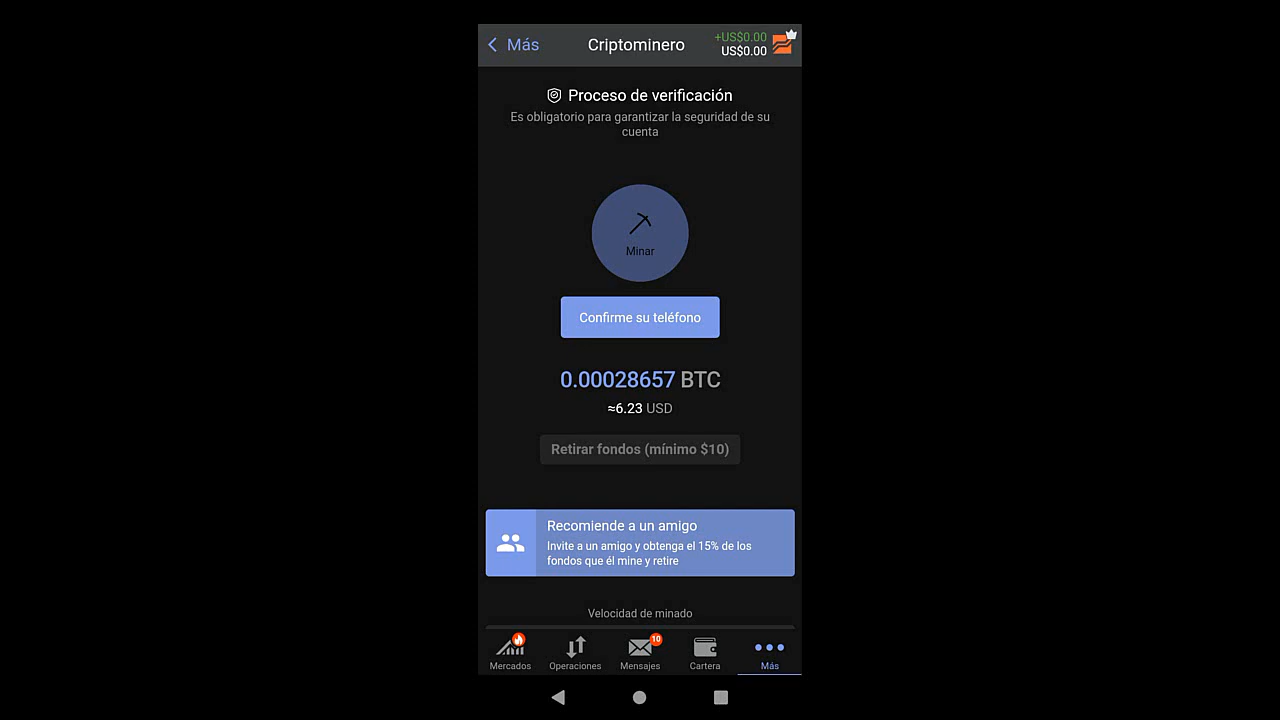 Más
Criptominero
+US$0.00
US$0.00
Proceso de verificación
Es obligatorio para garantizar la seguridad de su
cuenta
Minar
Confirme su teléfono
0.00028657 BTC
≈6.23 USD
Retirar fondos (mínimo $10)
Recomiende a un amigo
Invite a un amigo y obtenga el 15% de los
fondos que él mine y retire
Velocidad de minado
10
Mercados
Operaciones
Mensajes
Cartera
Más